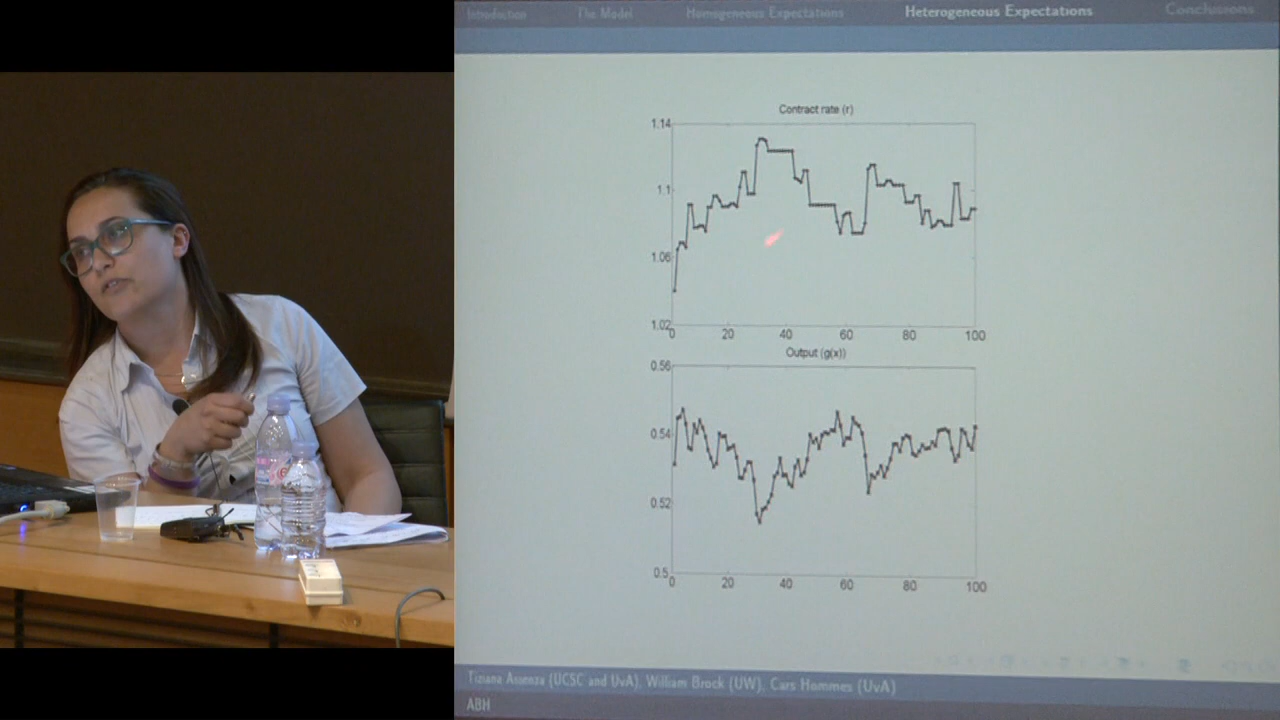 Introduction The Model Homogeneous Expectations Heterogeneous Expectations Conclusions
Contract rate (r)
1.14
1.1
1.06
1.02
0 20 40 60 80 100
Output (g(x))
0.56
0.54
0.52
0.5
0 20 40 60 80 100
Tiziana Assenza (UCSC and UvA), William Brock (UW), Cars Hommes (UvA)
ABH